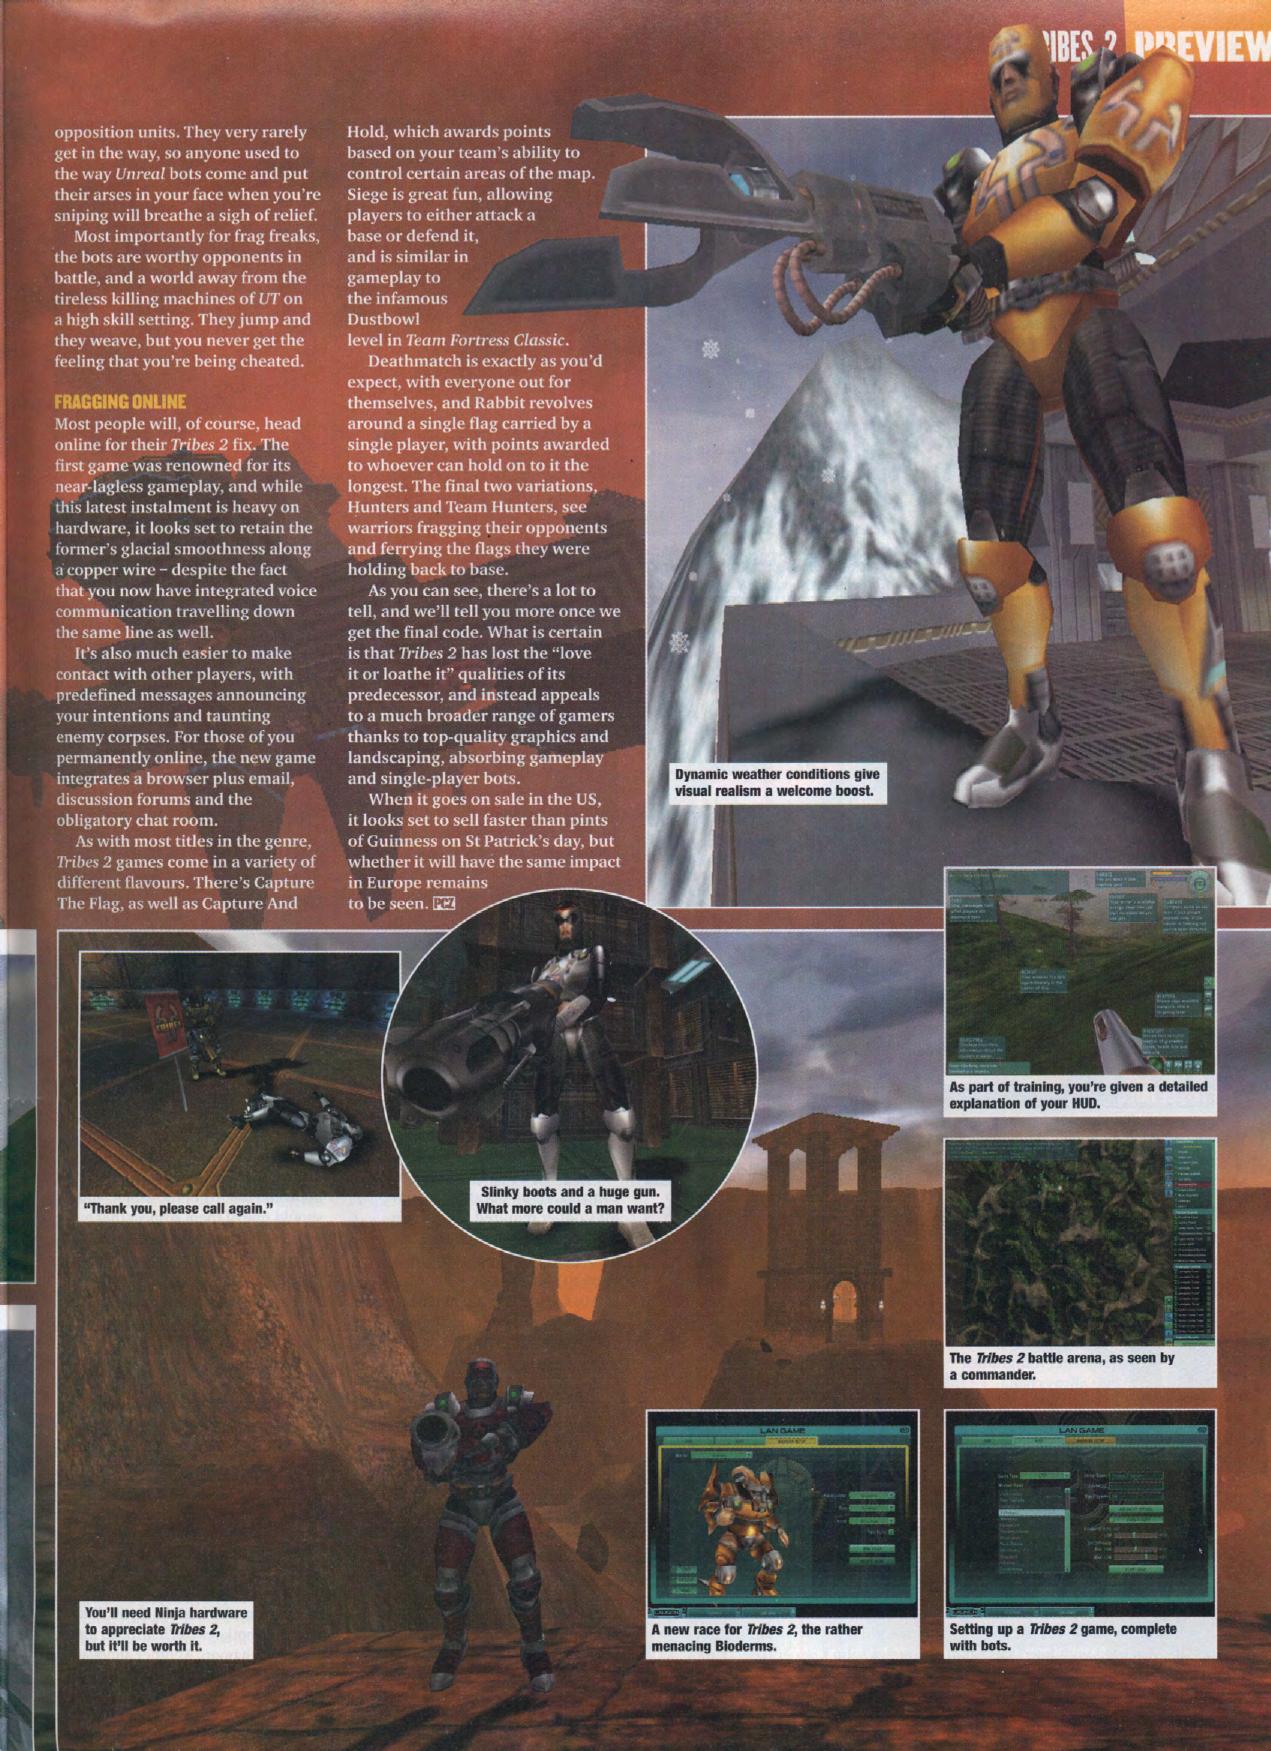 TRIBES 2 PREVIEW
opposition units. They very rarely
get in the way, so anyone used to
the way Unreal bots come and put
their arses in your face when you're
sniping will breathe a sigh of relief.
Most importantly for frag freaks,
the bots are worthy opponents in
battle, and a world away from the
tireless killing machines of UT on
a high skill setting. They jump and
they weave, but you never get the
feeling that you're being cheated.
FRAGGING ONLINE
Most people will, of course, head
online for their Tribes 2 fix. The
first game was renowned for its
near-lagless gameplay, and while
this latest instalment is heavy on
hardware, it looks set to retain the
former's glacial smoothness along
a copper wire – despite the fact
that you now have integrated voice
communication travelling down
the same line as well.
It's also much easier to make
contact with other players, with
predefined messages announcing
your intentions and taunting
enemy corpses. For those of you
permanently online, the new game
integrates a browser plus email,
discussion forums and the
obligatory chat room.
As with most titles in the genre,
Tribes 2 games come in a variety of
different flavours. There's Capture
The Flag, as well as Capture And
Hold, which awards points
based on your team's ability to
control certain areas of the map.
Siege is great fun, allowing
players to either attack a
base or defend it,
and is similar in
gameplay to
the infamous
Dustbowl
level in Team Fortress Classic.
Deathmatch is exactly as you'd
expect, with everyone out for
themselves, and Rabbit revolves
around a single flag carried by a
single player, with points awarded
to whoever can hold on to it the
longest. The final two variations,
Hunters and Team Hunters, see
warriors fragging their opponents
and ferrying the flags they were
holding back to base.
As you can see, there's a lot to
tell, and we'll tell you more once we
get the final code. What is certain
is that Tribes 2 has lost the "love
it or loathe it" qualities of its
predecessor, and instead appeals
to a much broader range of gamers
thanks to top-quality graphics and
landscaping, absorbing gameplay
and single-player bots.
When it goes on sale in the US,
it looks set to sell faster than pints
of Guinness on St Patrick's day, but
whether it will have the same impact
in Europe remains
to be seen. PCZ
Dynamic weather conditions give
visual realism a welcome boost.
"Thank you, please call again."
Slinky boots and a huge gun.
What more could a man want?
As part of training, you're given a detailed
explanation of your HUD.
The Tribes 2 battle arena, as seen by
a commander.
You'll need Ninja hardware
to appreciate Tribes 2,
but it'll be worth it.
LAN GAME
A new race for Tribes 2, the rather
menacing Bioderms.
LAN GAME
Setting up a Tribes 2 game, complete
with bots.